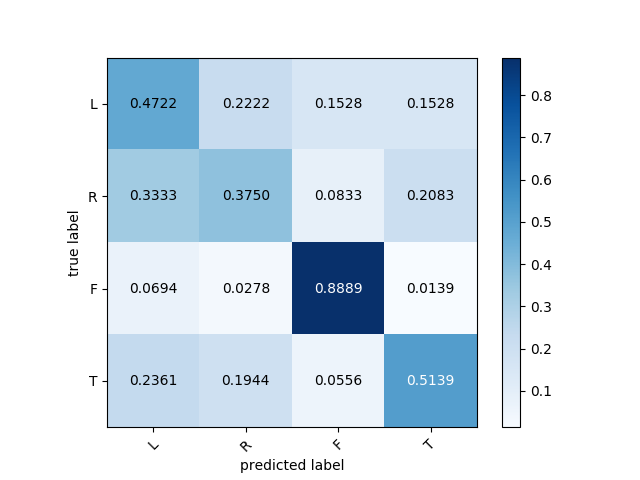 L 0.4722 0.2222 0.1528 0.1528
R 0.3333 0.3750 0.0833 0.2083
F 0.0694 0.0278 0.8889 0.0139
T 0.2361 0.1944 0.0556 0.5139
L R F T
predicted label
true label
0.8
0.7
0.6
0.5
0.4
0.3
0.2
0.1